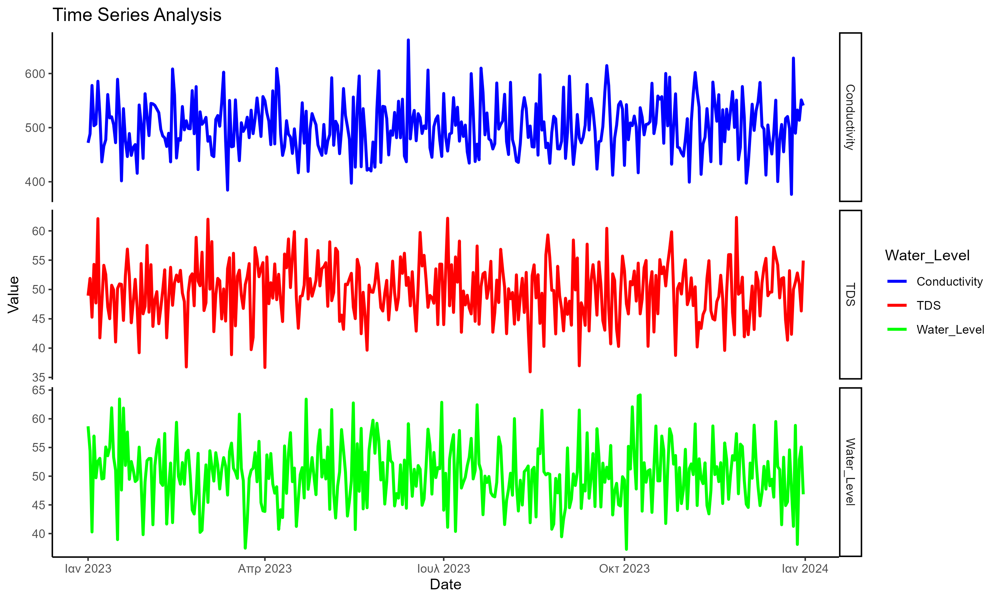 Time Series Analysis
600
500
400
Conductivity
60
55
50
45
40
35
TDS
65
60
55
50
45
40
Water_Level
Value
Ιαν 2023
Απρ 2023
Ιουλ 2023
Οκτ 2023
Ιαν 2024
Date
Water_Level
Conductivity
TDS
Water_Level